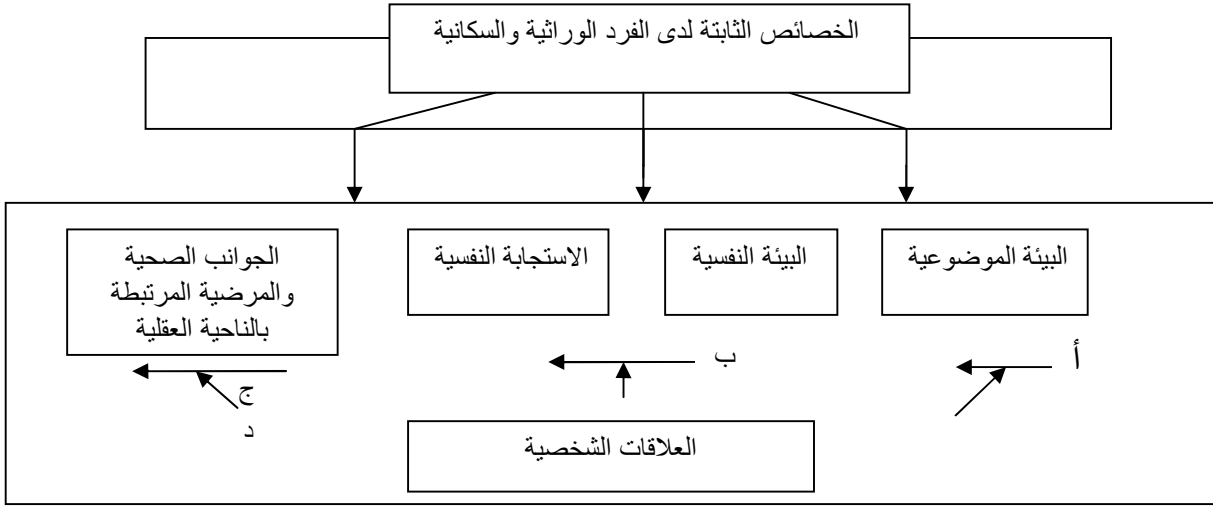 الخصائص الثابتة لدى الفرد الوراثية والسكانية
البيئة الموضوعية
البيئة النفسية
الاستجابة النفسية
الجوانب الصحية
والمرضية المرتبطة
بالناحية العقلية
أ
ب
ج
د
العلاقات الشخصية